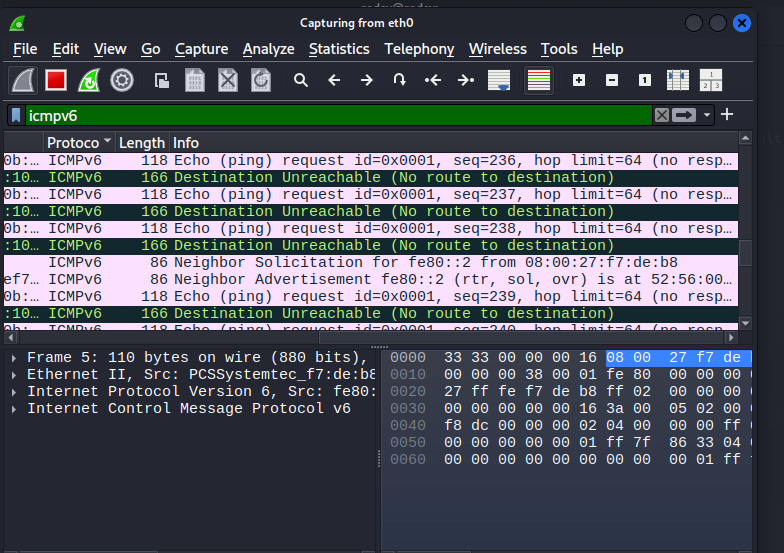 Capturing from eth0
File Edit View Go Capture Analyze Statistics Telephony Wireless Tools Help
icmpv6
Protoco Length Info
0b:… ICMPv6 118 Echo (ping) request id=0x0001, seq=236, hop limit=64 (no resp…
:10… ICMPv6 166 Destination Unreachable (No route to destination)
0b:… ICMPv6 118 Echo (ping) request id=0x0001, seq=237, hop limit=64 (no resp…
:10… ICMPv6 166 Destination Unreachable (No route to destination)
0b:… ICMPv6 118 Echo (ping) request id=0x0001, seq=238, hop limit=64 (no resp…
:10… ICMPv6 166 Destination Unreachable (No route to destination)
ICMPv6 86 Neighbor Solicitation for fe80::2 from 08:00:27:f7:de:b8
ef7… ICMPv6 86 Neighbor Advertisement fe80::2 (rtr, sol, ovr) is at 52:56:00…
0b:… ICMPv6 118 Echo (ping) request id=0x0001, seq=239, hop limit=64 (no resp…
:10… ICMPv6 166 Destination Unreachable (No route to destination)
0b:… ICMPv6 118 Echo (ping) request id=0x0001, seq=240, hop limit=64 (no resp…
Frame 5: 110 bytes on wire (880 bits),
Ethernet II, Src: PCSSystemtec_f7:de:b8
Internet Protocol Version 6, Src: fe80:
Internet Control Message Protocol v6
0000 33 33 00 00 00 16 08 00 27 f7 de
0010 00 00 00 38 00 01 fe 80 00 00 00
0020 27 ff fe f7 de b8 ff 02 00 00 00
0030 00 00 00 00 00 16 3a 00 05 02 00
0040 f8 dc 00 00 00 02 04 00 00 00 ff
0050 00 00 00 00 00 01 ff 7f 86 33 04
0060 00 00 00 00 00 00 00 00 00 01 ff